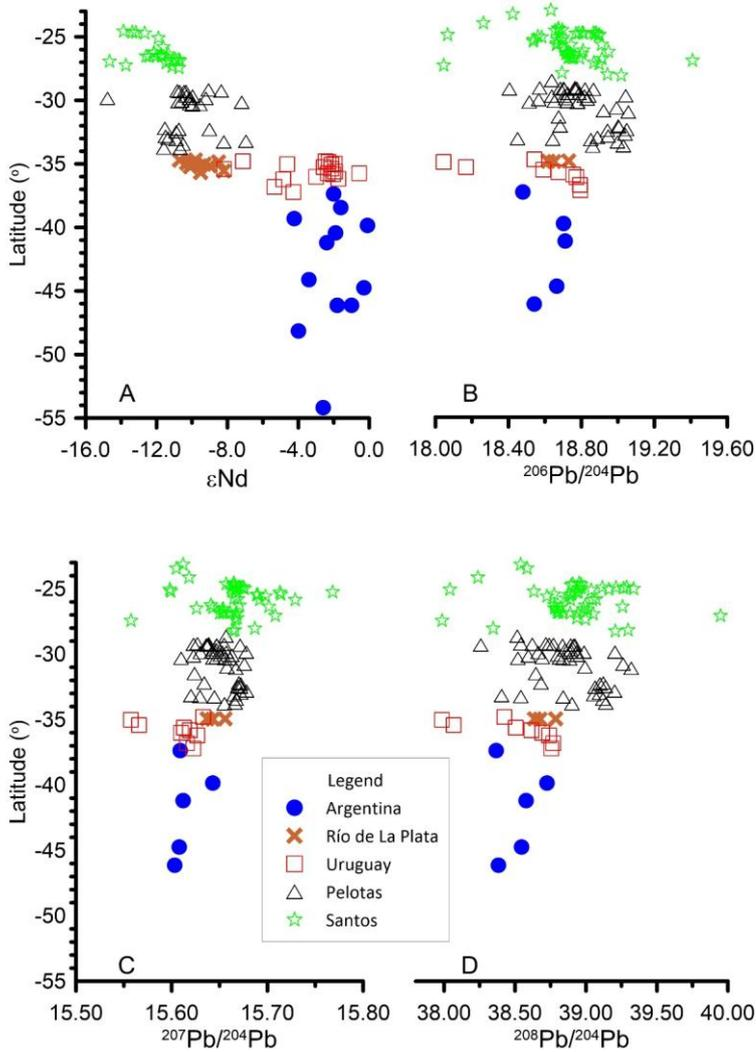 Latitude (º)
-25
-30
-35
-40
-45
-50
-55
A
B
-16.0 -12.0 -8.0 -4.0 0.0
18.00 18.40 18.80 19.20 19.60
εNd
²⁰⁶Pb/²⁰⁴Pb
Latitude (º)
-25
-30
-35
-40
-45
-50
-55
Legend
Argentina
Río de La Plata
Uruguay
Pelotas
Santos
C
D
15.50 15.60 15.70 15.80
38.00 38.50 39.00 39.50 40.00
²⁰⁷Pb/²⁰⁴Pb
²⁰⁸Pb/²⁰⁴Pb